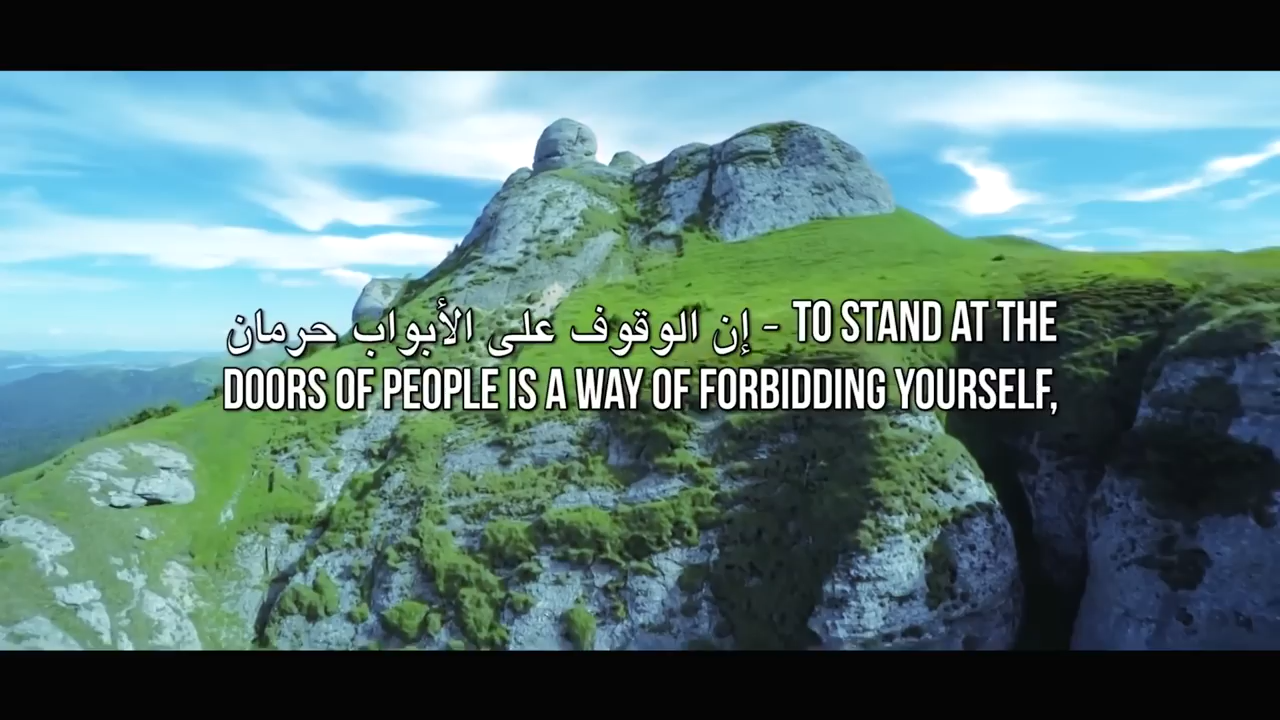 إن الوقوف على الأبواب حرمان - TO STAND AT THE
DOORS OF PEOPLE IS A WAY OF FORBIDDING YOURSELF,